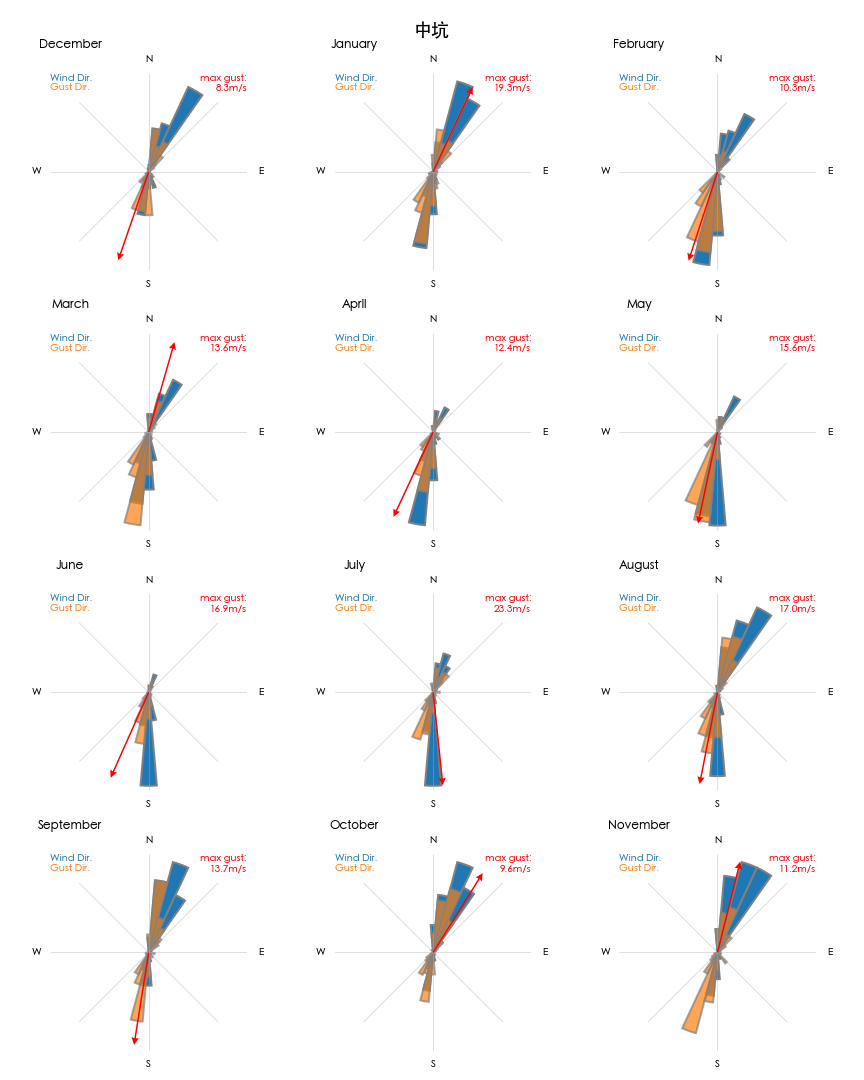 中坑
December
N
Wind Dir.
Gust Dir.
max gust:
8.3m/s
W
E
S
January
N
Wind Dir.
Gust Dir.
max gust:
19.3m/s
W
E
S
February
N
Wind Dir.
Gust Dir.
max gust:
10.3m/s
W
E
S
March
N
Wind Dir.
Gust Dir.
max gust:
13.6m/s
W
E
S
April
N
Wind Dir.
Gust Dir.
max gust:
12.4m/s
W
E
S
May
N
Wind Dir.
Gust Dir.
max gust:
15.6m/s
W
E
S
June
N
Wind Dir.
Gust Dir.
max gust:
16.9m/s
W
E
S
July
N
Wind Dir.
Gust Dir.
max gust:
23.3m/s
W
E
S
August
N
Wind Dir.
Gust Dir.
max gust:
17.0m/s
W
E
S
September
N
Wind Dir.
Gust Dir.
max gust:
13.7m/s
W
E
S
October
N
Wind Dir.
Gust Dir.
max gust:
9.6m/s
W
E
S
November
N
Wind Dir.
Gust Dir.
max gust:
11.2m/s
W
E
S